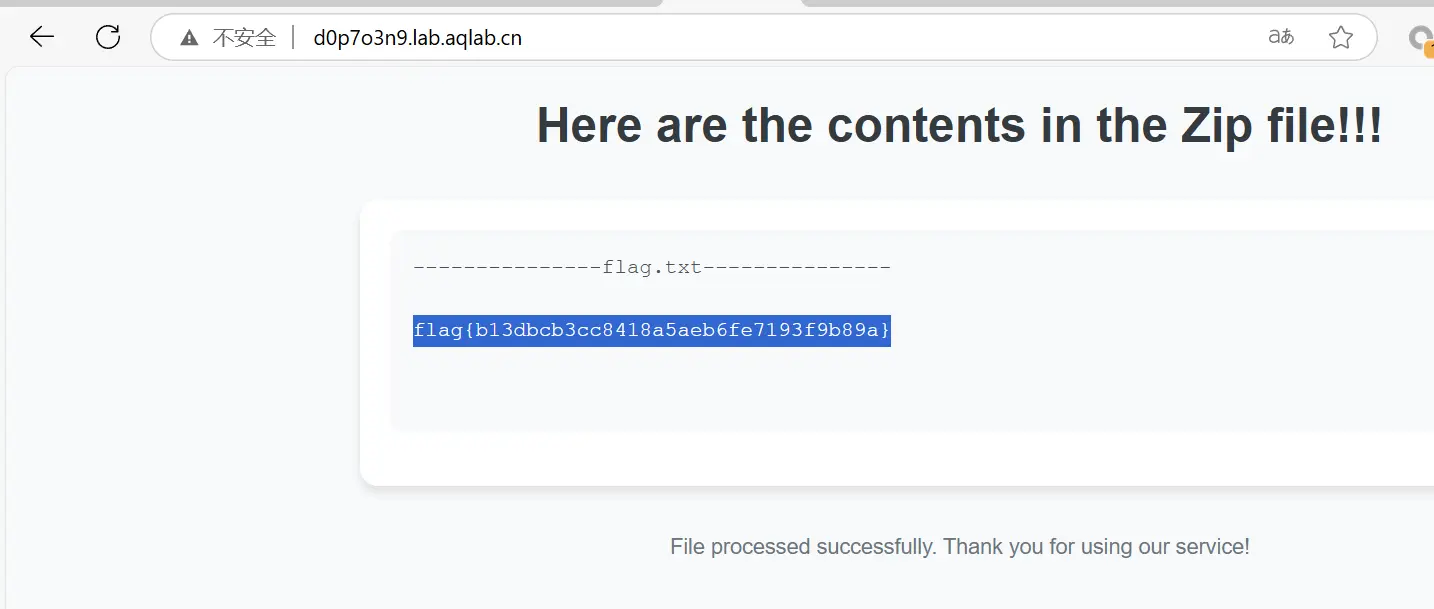 不安全 d0p7o3n9.lab.aqlab.cn aあ
Here are the contents in the Zip file!!!
---------------flag.txt---------------
flag{b13dbcb3cc8418a5aeb6fe7193f9b89a}
File processed successfully. Thank you for using our service!